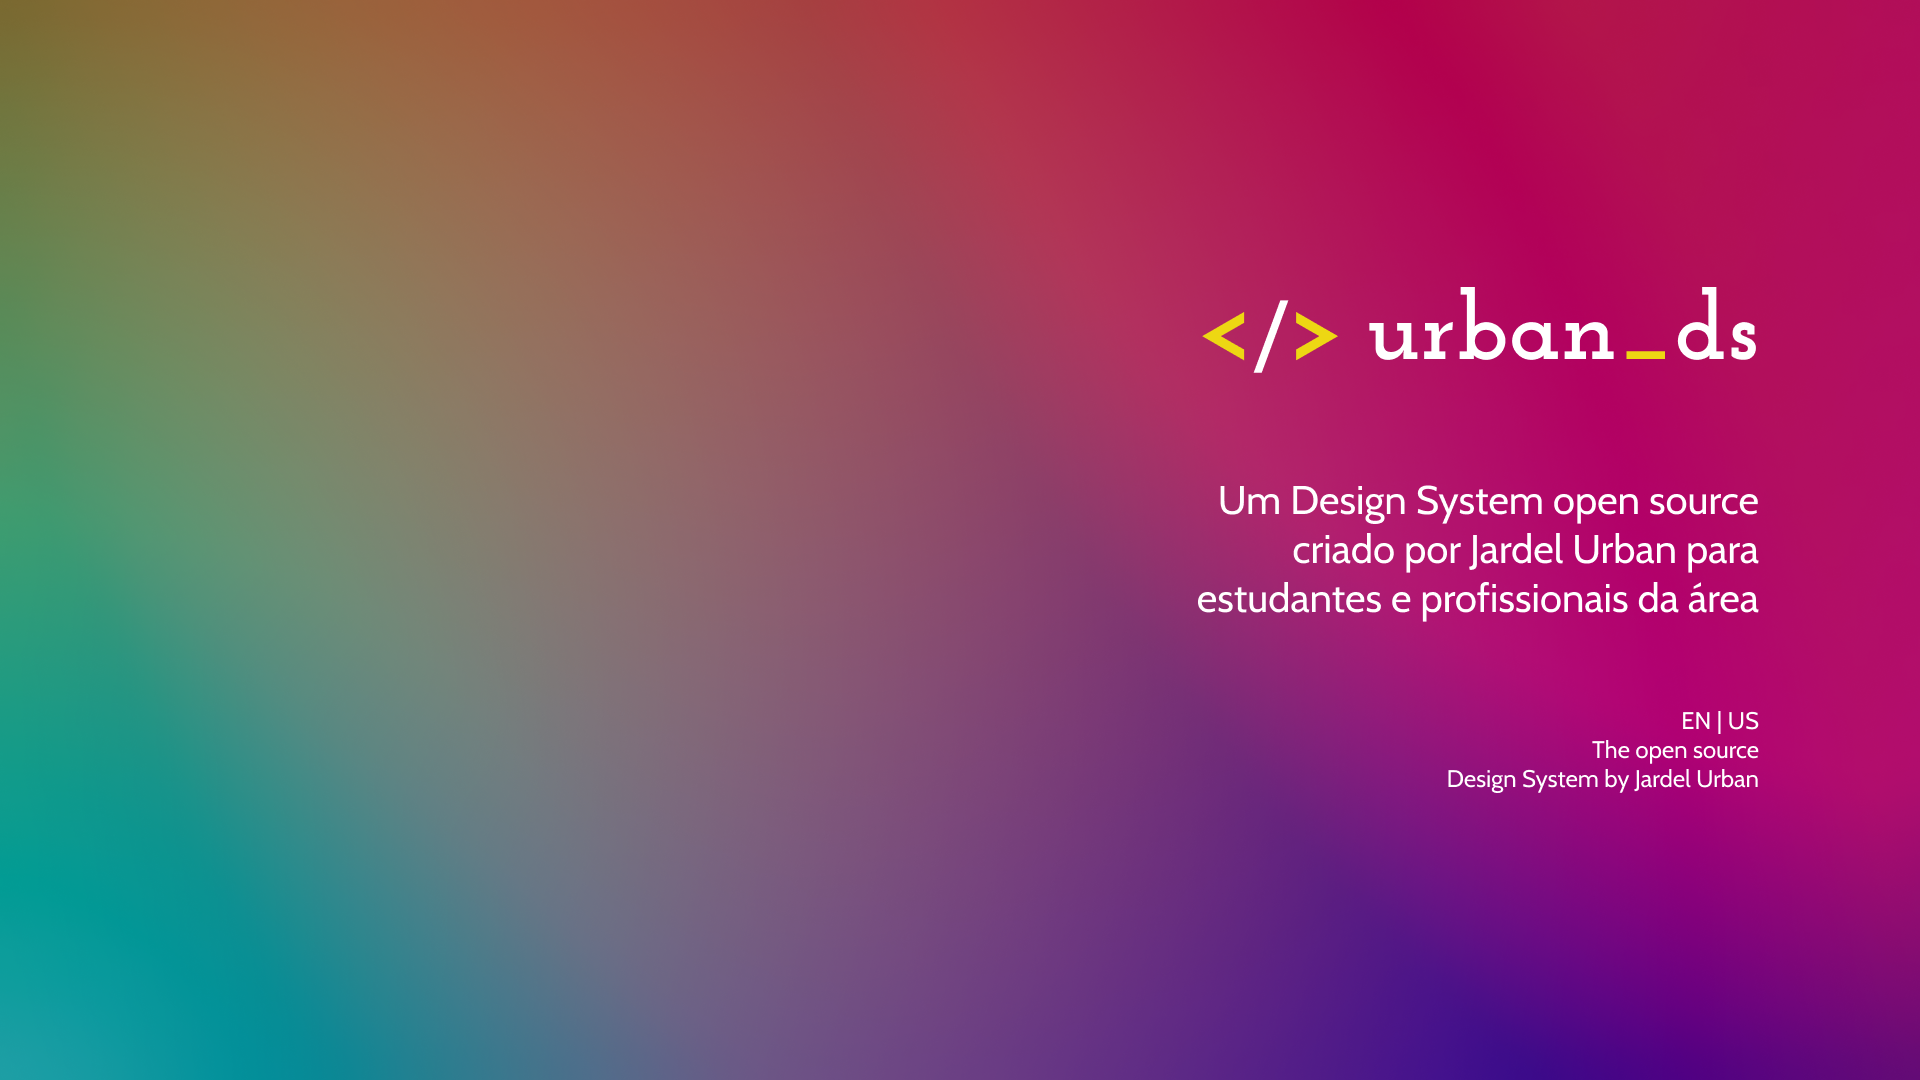 </> urban_ds
Um Design System open source
criado por Jardel Urban para
estudantes e profissionais da área
EN | US
The open source
Design System by Jardel Urban